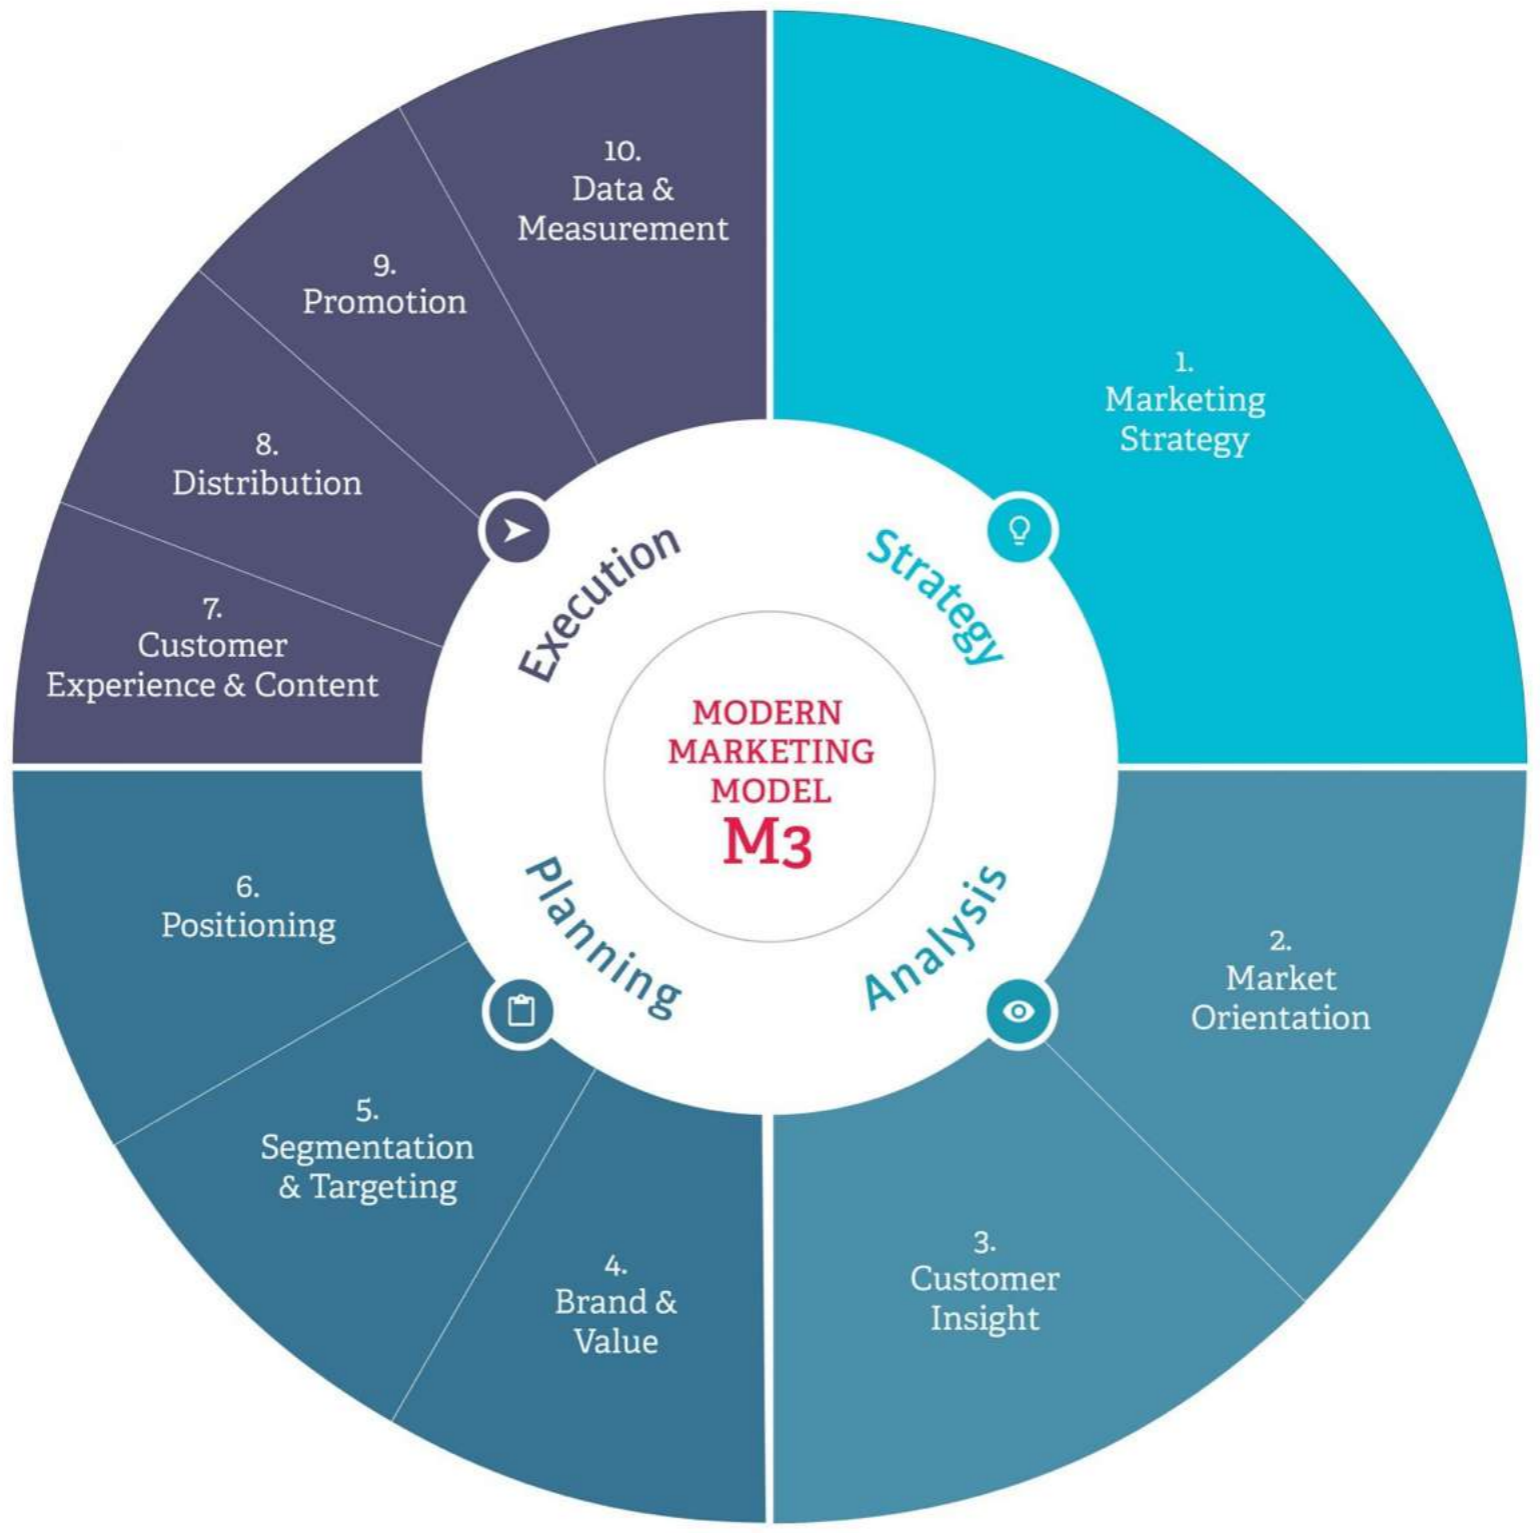 MODERN
MARKETING
MODEL
M3
Strategy
1.
Marketing
Strategy
Analysis
2.
Market
Orientation
3.
Customer
Insight
Planning
4.
Brand &
Value
5.
Segmentation
& Targeting
6.
Positioning
Execution
7.
Customer
Experience & Content
8.
Distribution
9.
Promotion
10.
Data &
Measurement